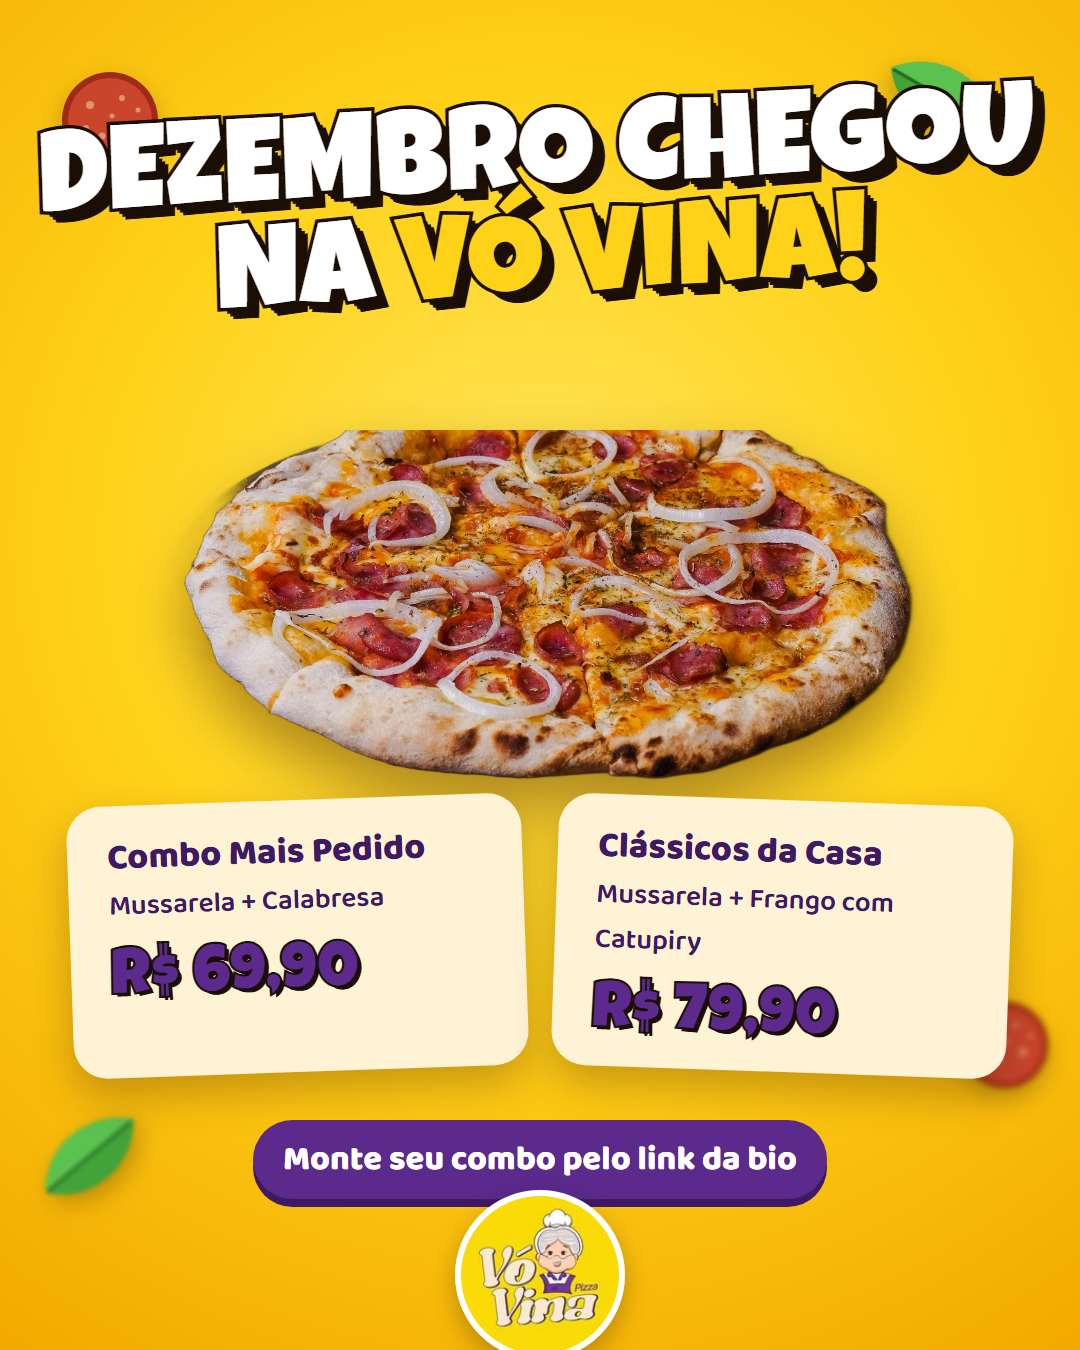 DEZEMBRO CHEGOU
NA VÓ VINA!
Combo Mais Pedido
Mussarela + Calabresa
R$ 69,90
Clássicos da Casa
Mussarela + Frango com
Catupiry
R$ 79,90
Monte seu combo pelo link da bio
Vó
Pizza
Vina